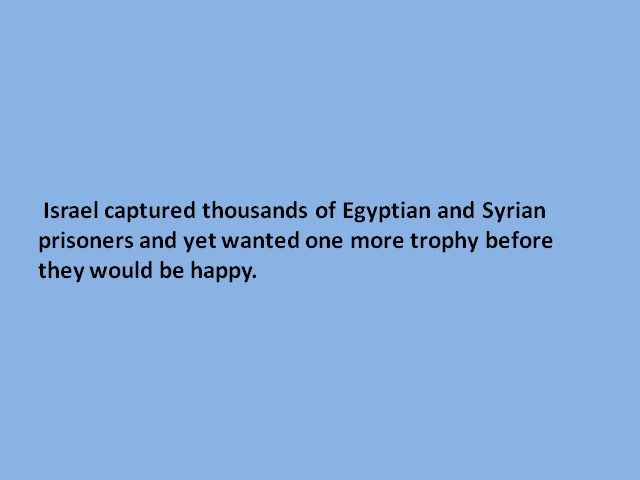 Israel captured thousands of Egyptian and Syrian
prisoners and yet wanted one more trophy before
they would be happy.